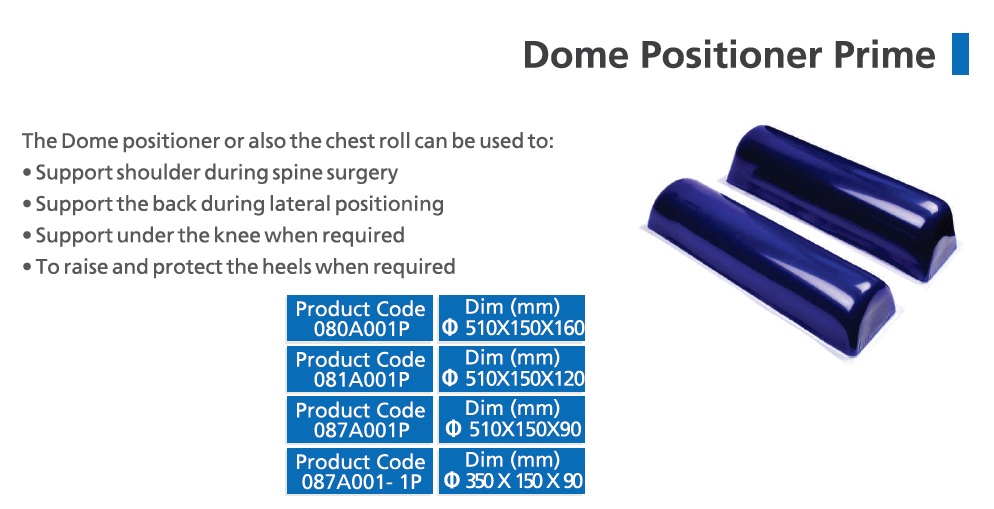 Dome Positioner Prime
The Dome positioner or also the chest roll can be used to:
• Support shoulder during spine surgery
• Support the back during lateral positioning
• Support under the knee when required
• To raise and protect the heels when required
Product Code
080A001P
Dim (mm)
Φ 510X150X160
Product Code
081A001P
Dim (mm)
Φ 510X150X120
Product Code
087A001P
Dim (mm)
Φ 510X150X90
Product Code
087A001- 1P
Dim (mm)
Φ 350 X 150 X 90